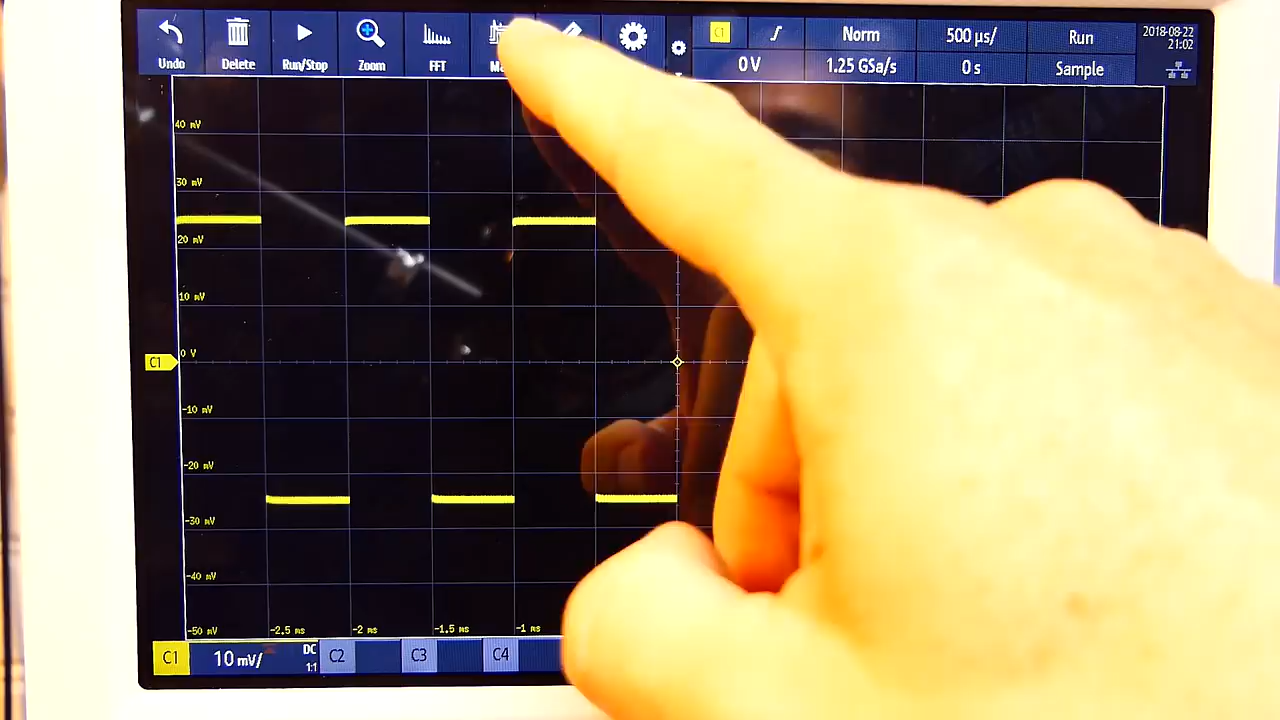 Undo Delete Run/Stop Zoom FFT
C1 Norm 500 µs/ Run 2018-08-22
21:02
0 V 1.25 GSa/s 0 s Sample
40 mV
30 mV
20 mV
10 mV
C1 0 V
-10 mV
-20 mV
-30 mV
-40 mV
-50 mV -2.5 ms -2 ms -1.5 ms -1 ms
C1 10 mV/ DC
1:1
C2 C3 C4